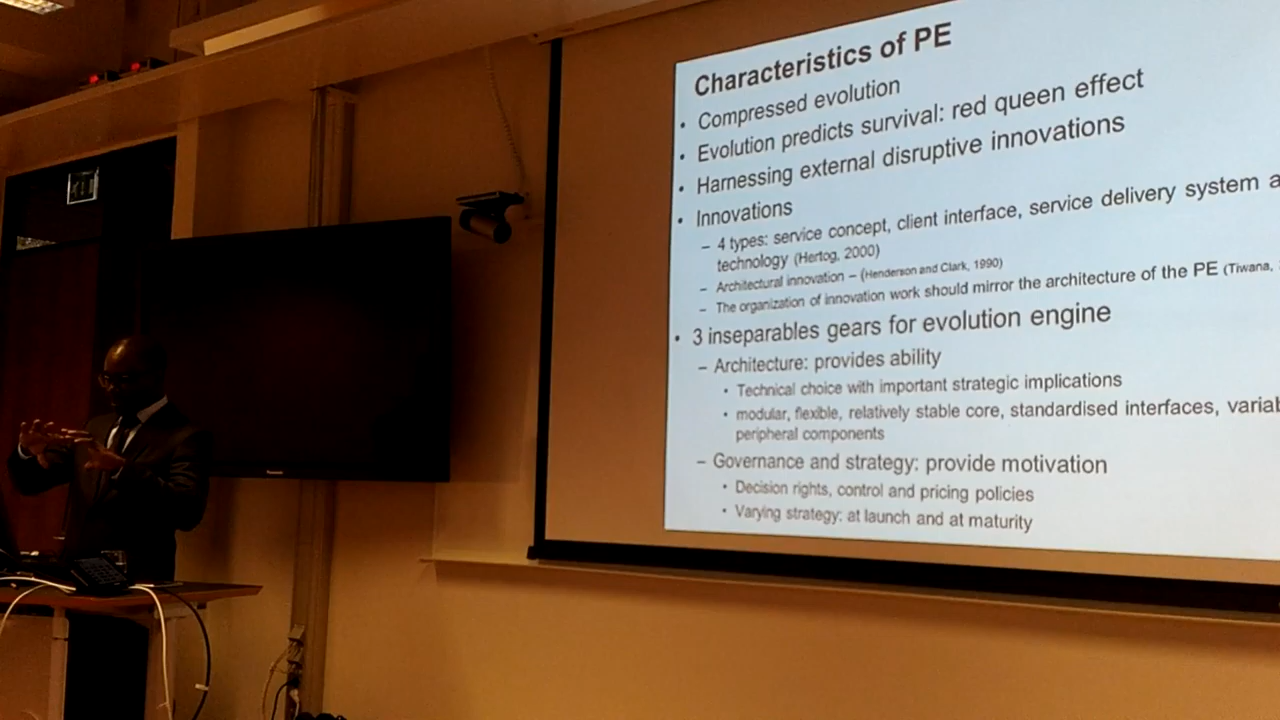 Characteristics of PE
• Compressed evolution
• Evolution predicts survival: red queen effect
• Harnessing external disruptive innovations
• Innovations
– 4 types: service concept, client interface, service delivery system a
technology (Hertog, 2000)
– Architectural innovation – (Henderson and Clark, 1990)
– The organization of innovation work should mirror the architecture of the PE (Tiwana,
• 3 inseparables gears for evolution engine
– Architecture: provides ability
• Technical choice with important strategic implications
• modular, flexible, relatively stable core, standardised interfaces, variab
peripheral components
– Governance and strategy: provide motivation
• Decision rights, control and pricing policies
• Varying strategy: at launch and at maturity
Panasonic